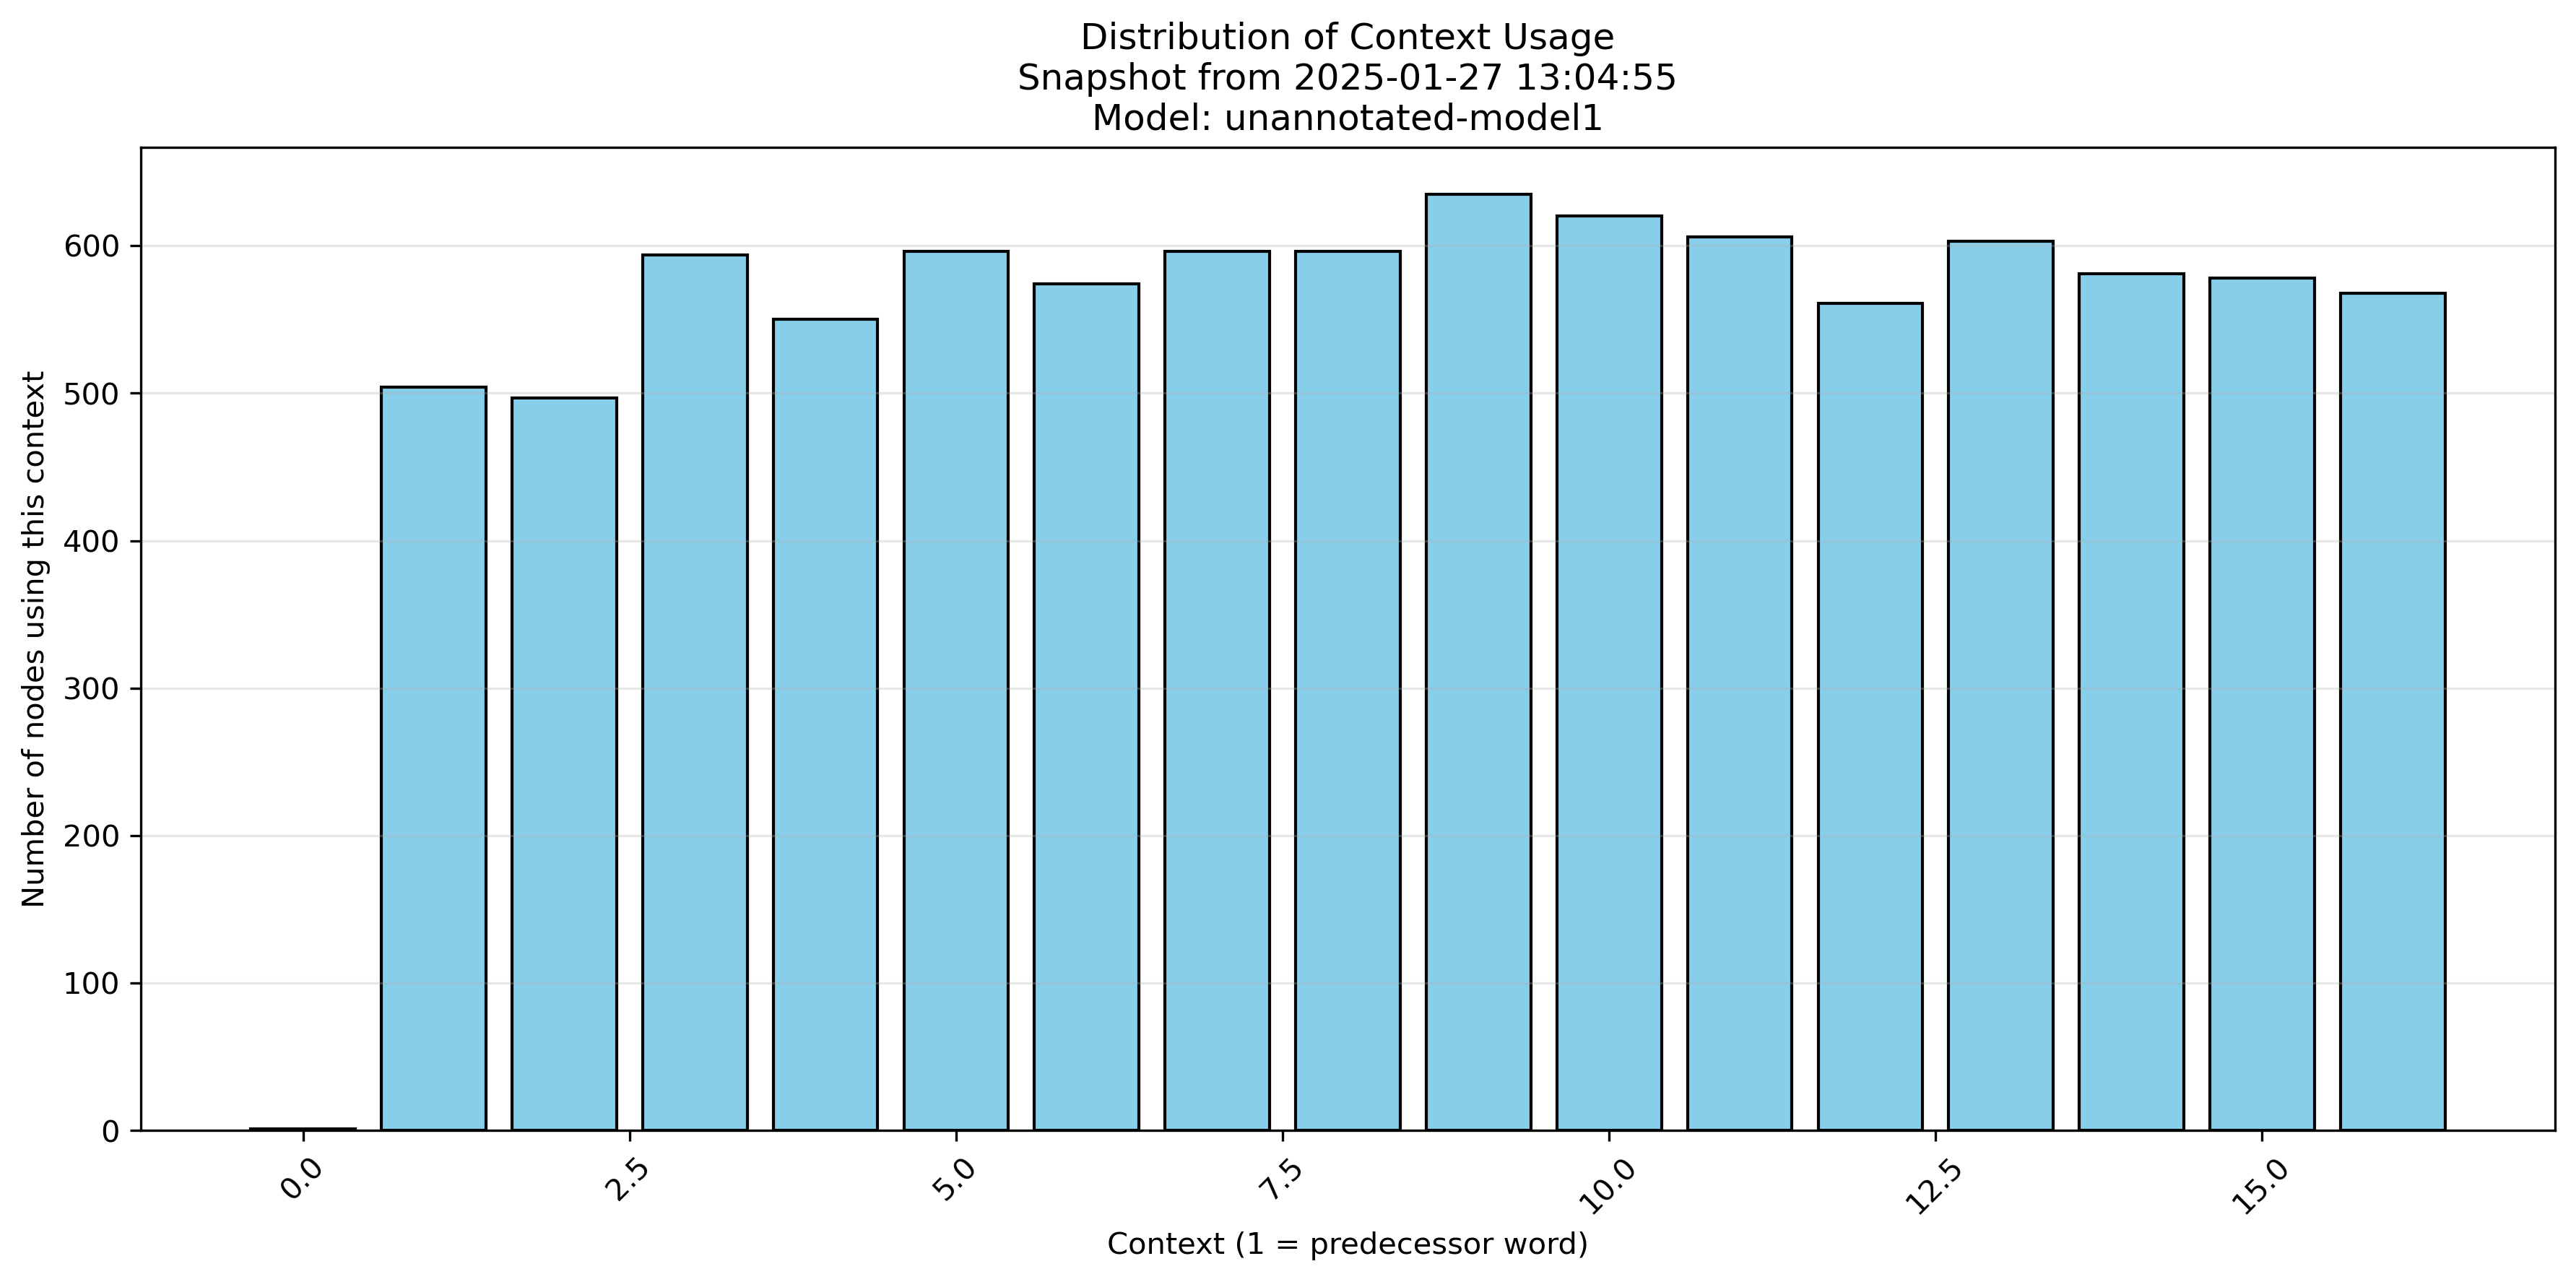 Distribution of Context Usage
Snapshot from 2025-01-27 13:04:55
Model: unannotated-model1
Number of nodes using this context
600
500
400
300
200
100
0
0.0
2.5
5.0
7.5
10.0
12.5
15.0
Context (1 = predecessor word)